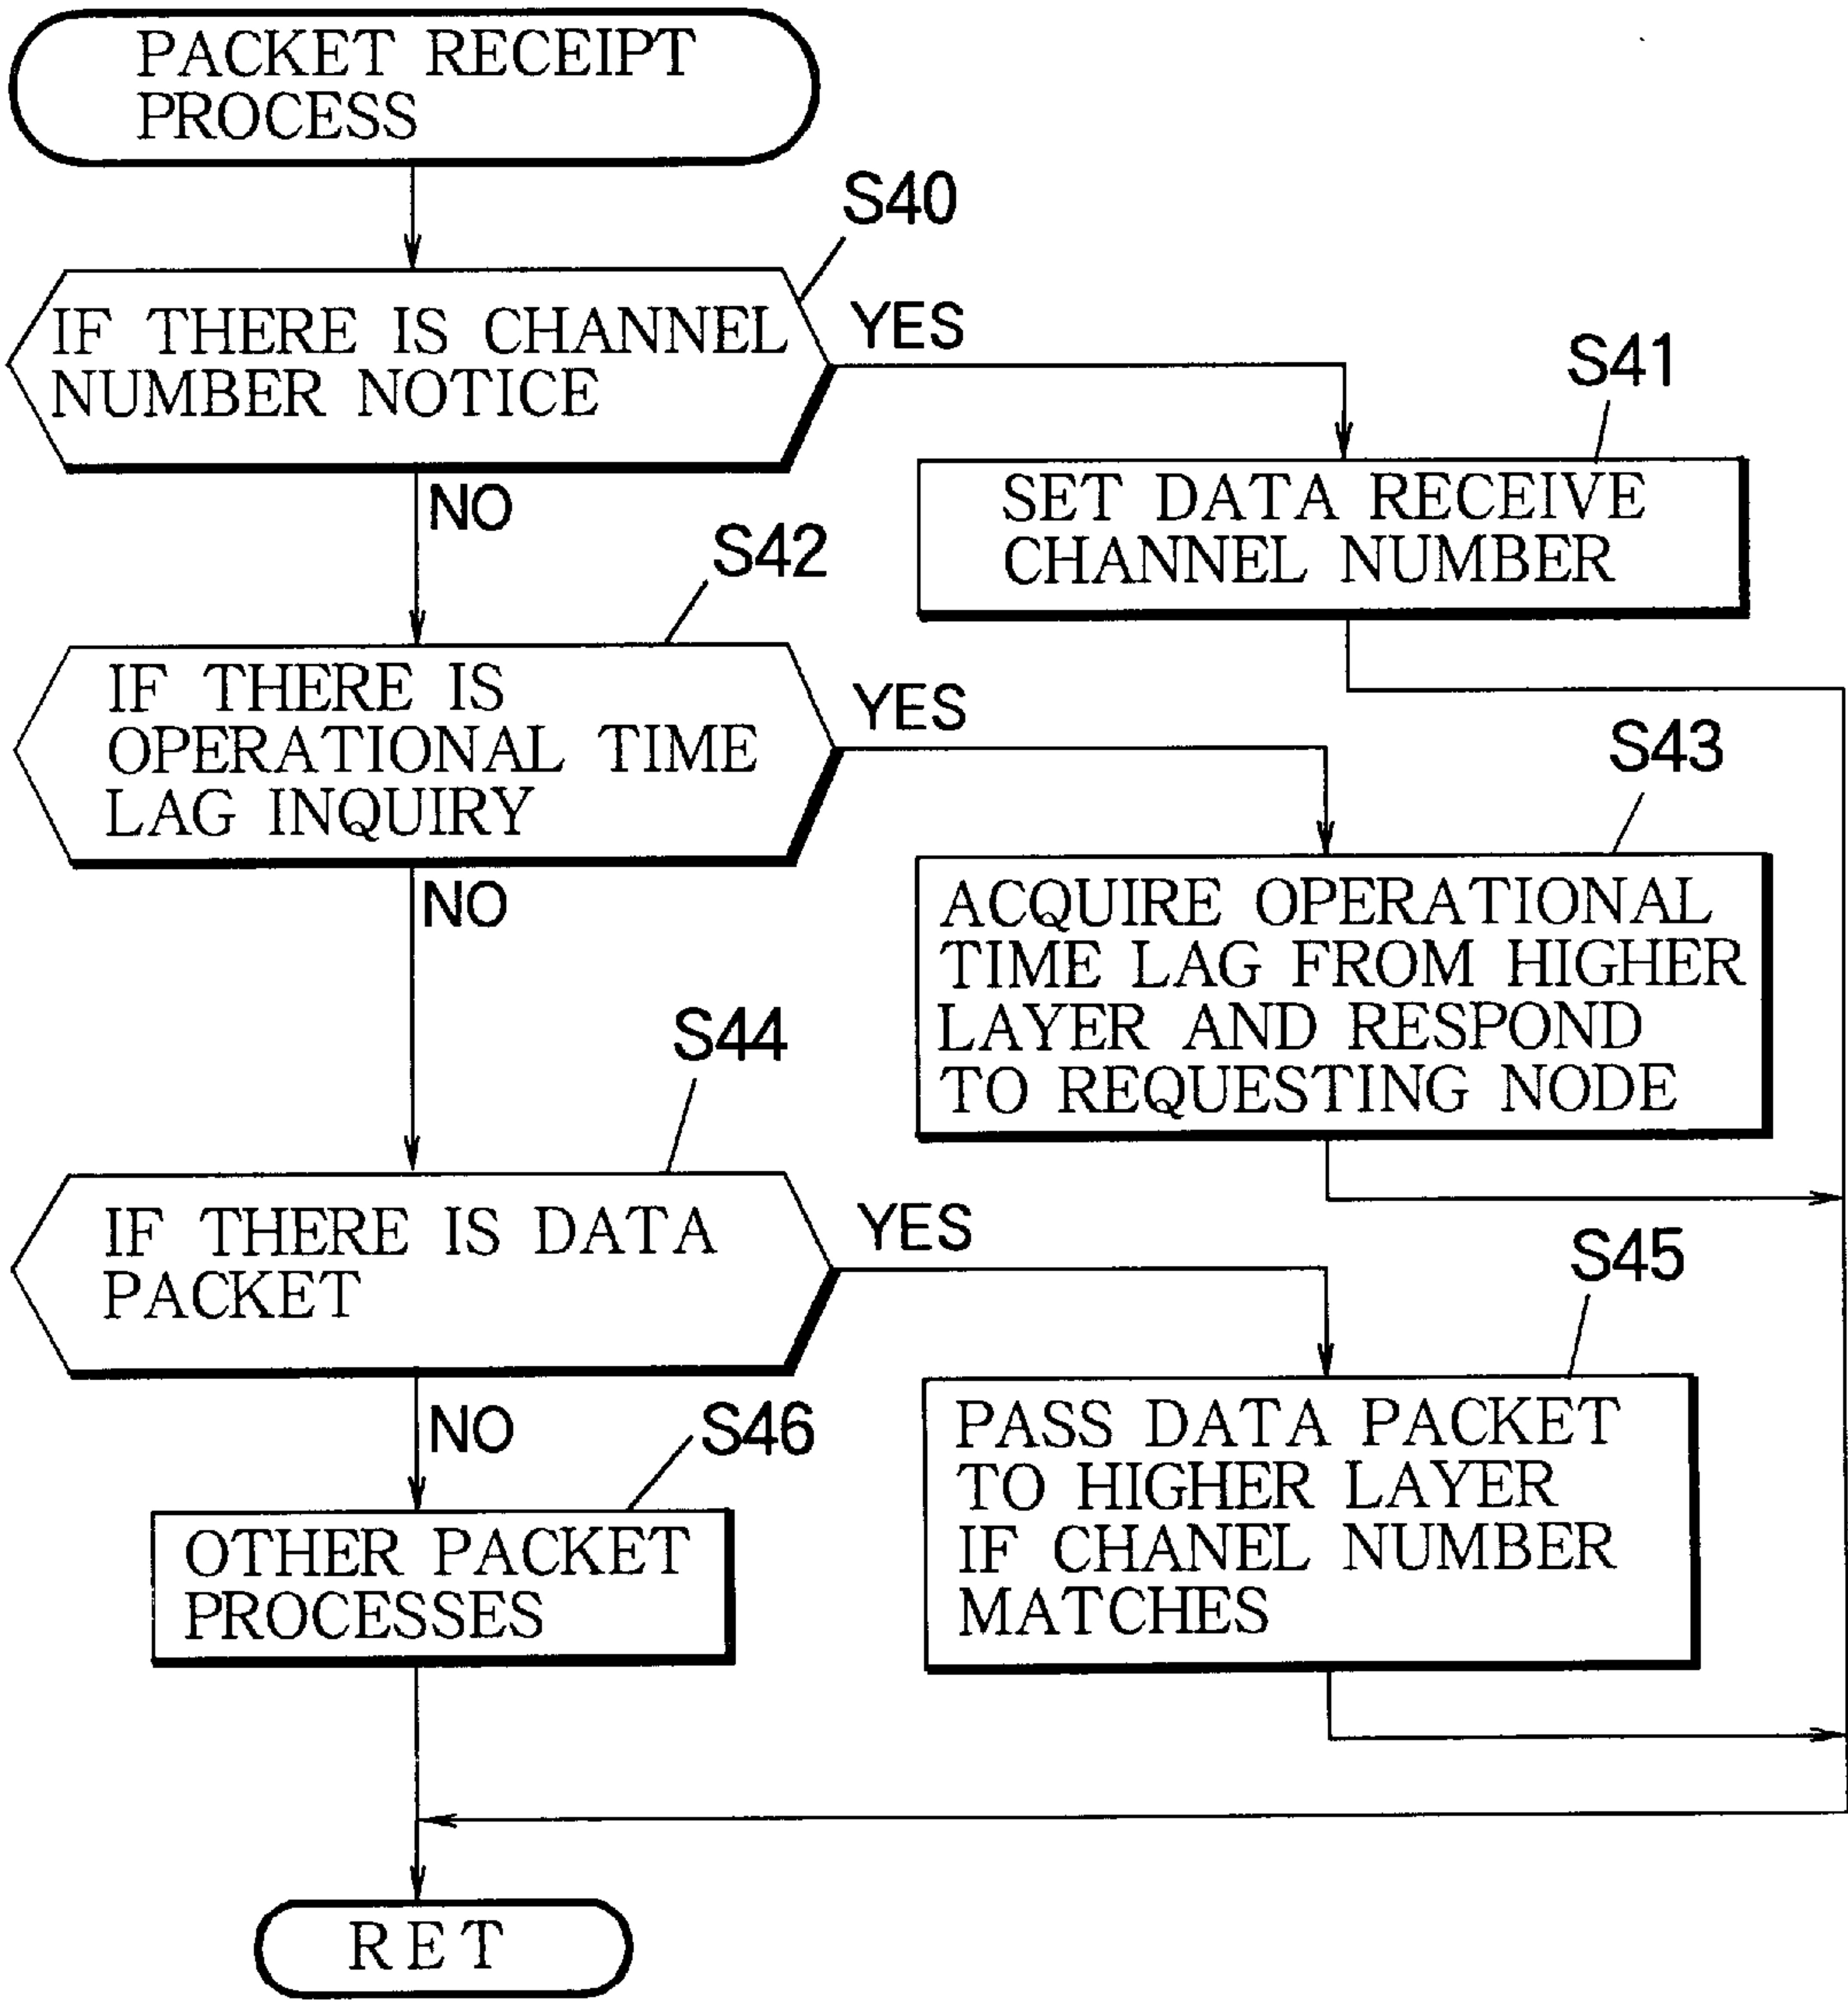 PACKET RECEIPT
PROCESS
S40
IF THERE IS CHANNEL
NUMBER NOTICE
YES
S41
SET DATA RECEIVE
CHANNEL NUMBER
NO
S42
IF THERE IS
OPERATIONAL TIME
LAG INQUIRY
YES
S43
ACQUIRE OPERATIONAL
TIME LAG FROM HIGHER
LAYER AND RESPOND
TO REQUESTING NODE
NO
S44
IF THERE IS DATA
PACKET
YES
S45
PASS DATA PACKET
TO HIGHER LAYER
IF CHANEL NUMBER
MATCHES
NO
S46
OTHER PACKET
PROCESSES
RET